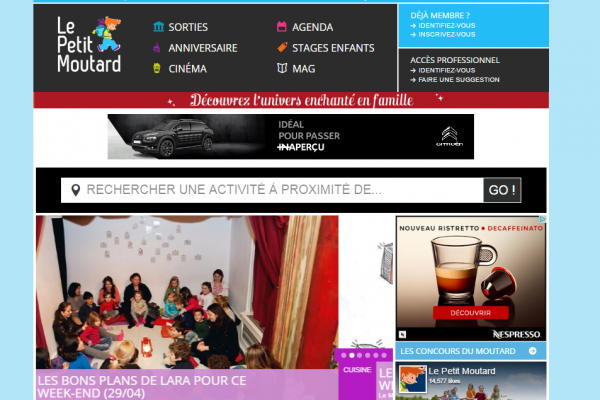 Le
Petit
Moutard
SORTIES
AGENDA
ANNIVERSAIRE
STAGES ENFANTS
CINÉMA
MAG
DÉJÀ MEMBRE ?
IDENTIFIEZ-VOUS
INSCRIVEZ-VOUS
ACCÈS PROFESSIONNEL
IDENTIFIEZ-VOUS
FAIRE UNE SUGGESTION
Découvrez l'univers enchanté en famille
IDÉAL
POUR PASSER
INAPERÇU
CITROËN
RECHERCHER UNE ACTIVITÉ À PROXIMITÉ DE...
GO !
NOUVEAU RISTRETTO DECAFFEINATO
DÉCOUVRIR
NESPRESSO
LES CONCOURS DU MOUTARD
Le Petit Moutard
14,577 likes
LES BONS PLANS DE LARA POUR CE
WEEK-END (29/04)
CUISINE
LE
WE
Le M